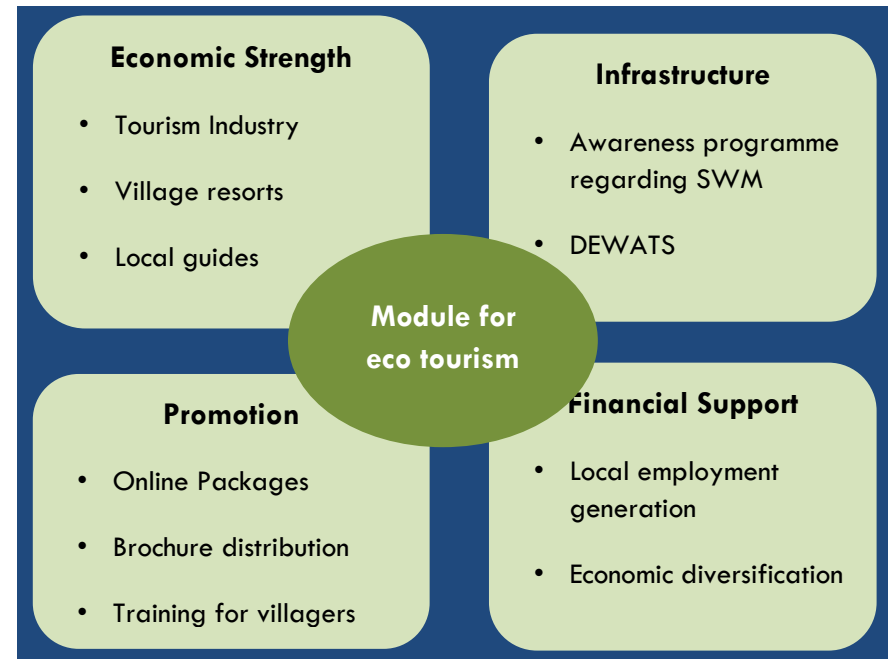 Economic Strength
• Tourism Industry
• Village resorts
• Local guides
Infrastructure
• Awareness programme
regarding SWM
• DEWATS
Module for
eco tourism
Promotion
• Online Packages
• Brochure distribution
• Training for villagers
Financial Support
• Local employment
generation
• Economic diversification